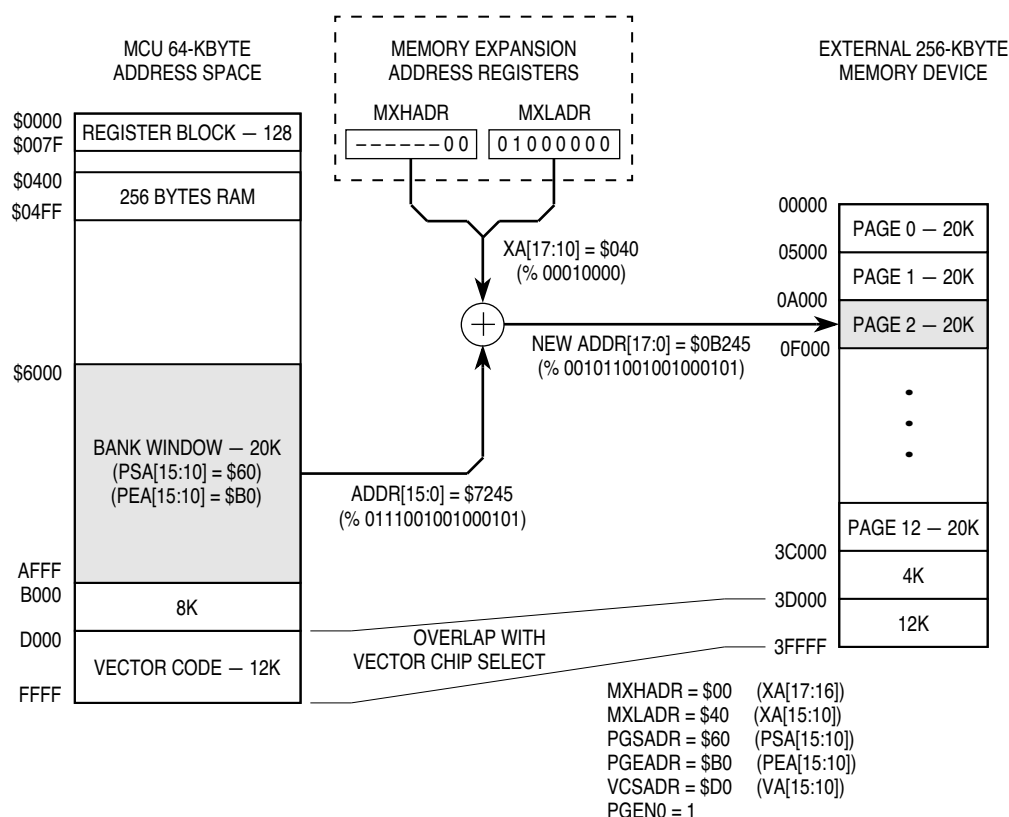 MCU 64-KBYTE
ADDRESS SPACE
$0000
$007F
REGISTER BLOCK — 128
$0400
$04FF
256 BYTES RAM
$6000
BANK WINDOW — 20K
(PSA[15:10] = $60)
(PEA[15:10] = $B0)
AFFF
B000
8K
D000
VECTOR CODE — 12K
FFFF
MEMORY EXPANSION
ADDRESS REGISTERS
MXHADR
MXLADR
– – – – – – 0 0
0 1 0 0 0 0 0 0
XA[17:10] = $040
(% 00010000)
+
NEW ADDR[17:0] = $0B245
(% 001011001001000101)
ADDR[15:0] = $7245
(% 0111001001000101)
OVERLAP WITH
VECTOR CHIP SELECT
EXTERNAL 256-KBYTE
MEMORY DEVICE
00000
PAGE 0 — 20K
05000
PAGE 1 — 20K
0A000
PAGE 2 — 20K
0F000
PAGE 12 — 20K
3C000
4K
3D000
12K
3FFFF
MXHADR = $00 (XA[17:16])
MXLADR = $40 (XA[15:10])
PGSADR = $60 (PSA[15:10])
PGEADR = $B0 (PEA[15:10])
VCSADR = $D0 (VA[15:10])
PGEN0 = 1